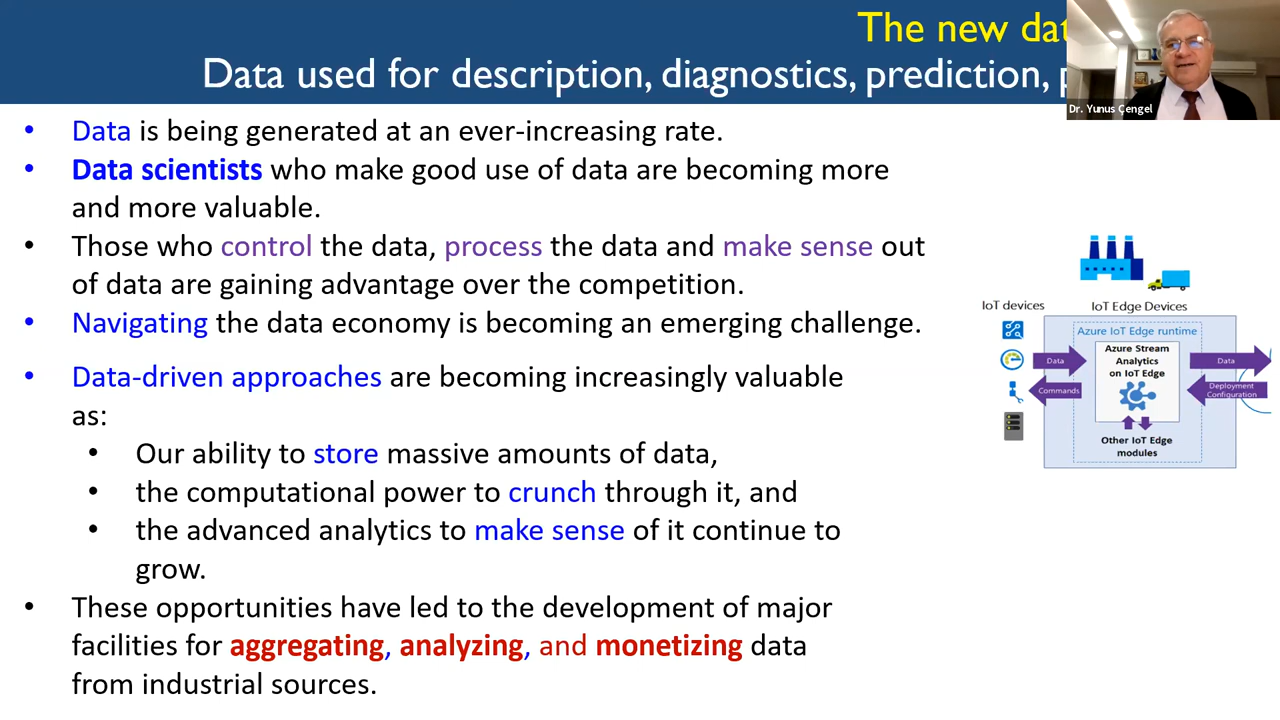 The new
Data used for description, diagnostics, prediction,
Dr. Yunus Çengel
• Data is being generated at an ever-increasing rate.
• Data scientists who make good use of data are becoming more
and more valuable.
• Those who control the data, process the data and make sense out
of data are gaining advantage over the competition.
• Navigating the data economy is becoming an emerging challenge.
• Data-driven approaches are becoming increasingly valuable
as:
• Our ability to store massive amounts of data,
• the computational power to crunch through it, and
• the advanced analytics to make sense of it continue to
grow.
• These opportunities have led to the development of major
facilities for aggregating, analyzing, and monetizing data
from industrial sources.
IoT devices
IoT Edge Devices
Azure IoT Edge runtime
Azure Stream
Analytics
on IoT Edge
Data
Commands
Data
Deployment
Configuration
Other IoT Edge
modules